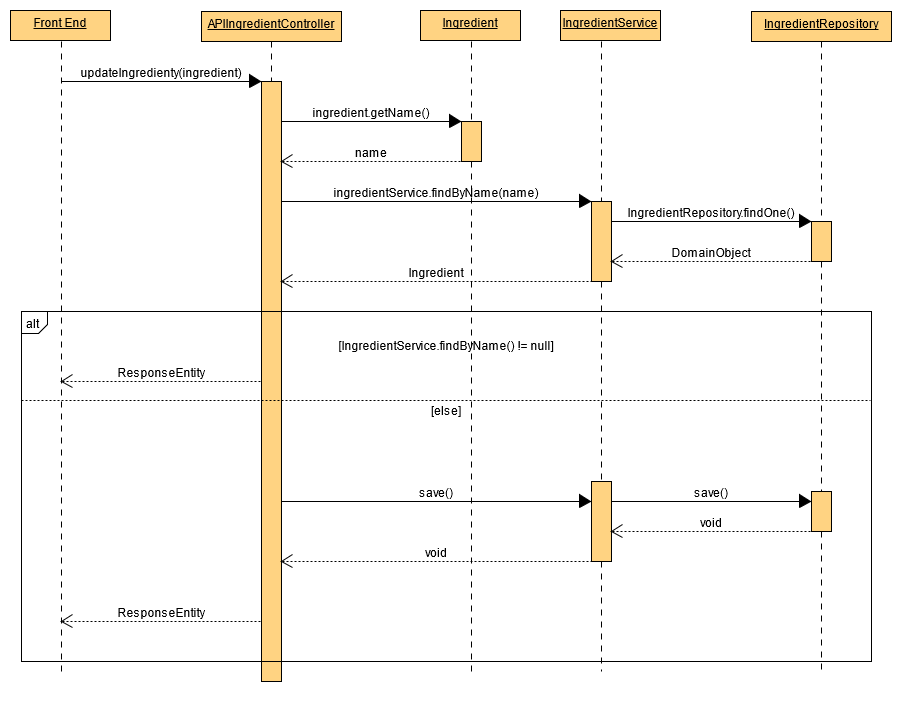 Front End
APIIngredientController
Ingredient
IngredientService
IngredientRepository
updateIngredienty(ingredient)
ingredient.getName()
name
ingredientService.findByName(name)
IngredientRepository.findOne()
DomainObject
Ingredient
alt
[IngredientService.findByName() != null]
ResponseEntity
[else]
save()
save()
void
void
ResponseEntity